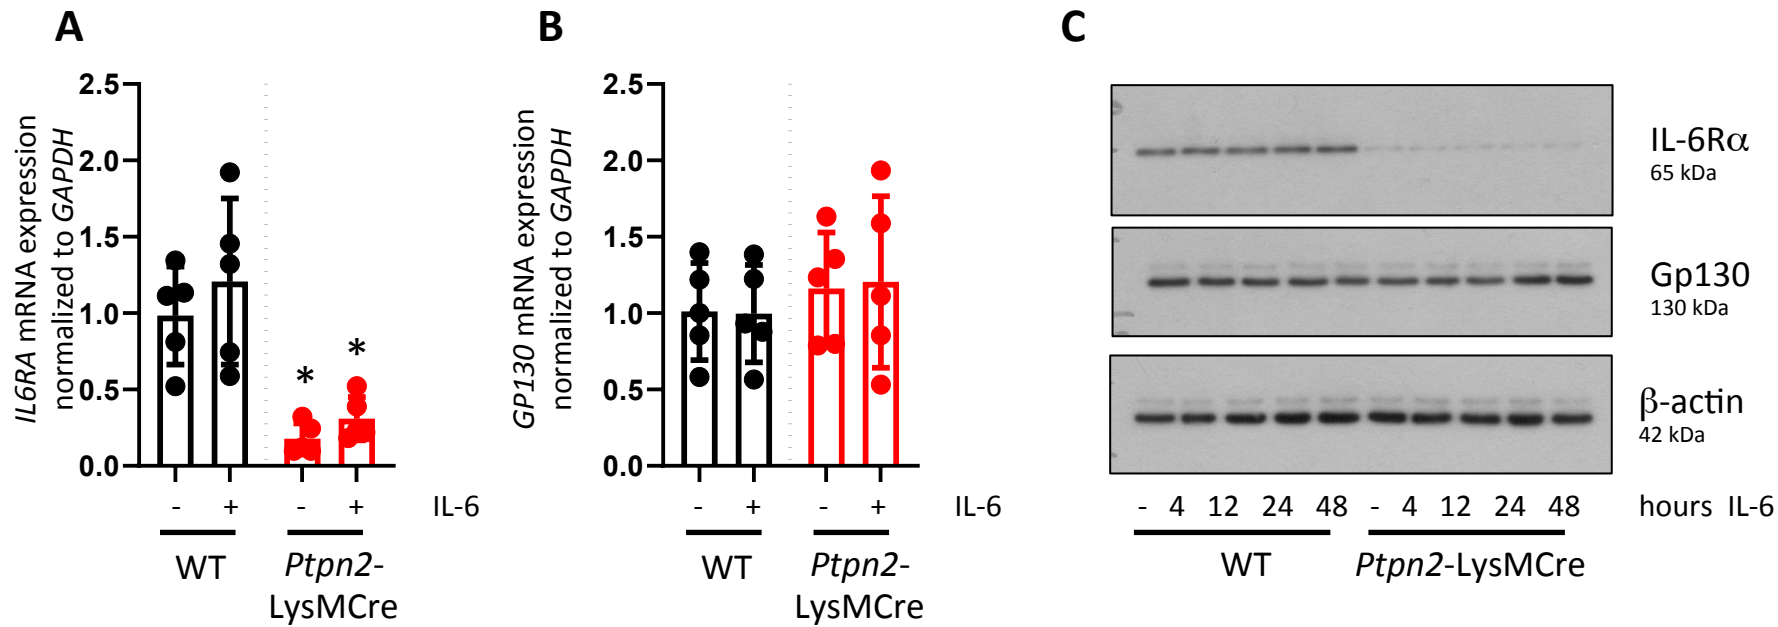 A
IL6RA mRNA expression
normalized to GAPDH
2.5
2.0
1.5
1.0
0.5
0.0
* *
- + - + IL-6
WT
Ptpn2-
LysMCre
B
GP130 mRNA expression
normalized to GAPDH
2.5
2.0
1.5
1.0
0.5
0.0
- + - + IL-6
WT
Ptpn2-
LysMCre
C
IL-6Rα
65 kDa
Gp130
130 kDa
β-actin
42 kDa
- 4 12 24 48 - 4 12 24 48 hours IL-6
WT Ptpn2-LysMCre